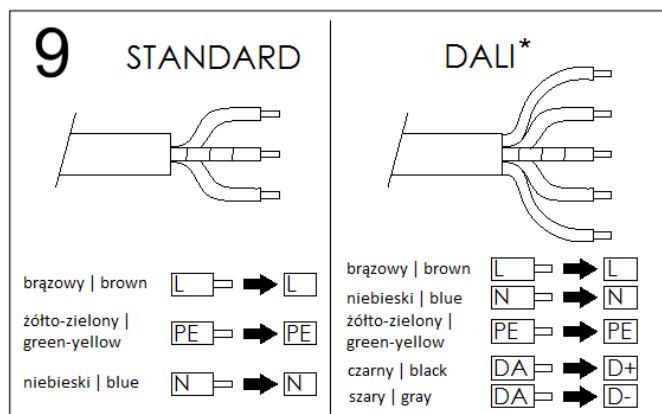 9 STANDARD
brązowy | brown L L
żółto-zielony |
green-yellow PE PE
niebieski | blue N N
DALI*
brązowy | brown L L
niebieski | blue N N
żółto-zielony |
green-yellow PE PE
czarny | black DA D+
szary | gray DA D-